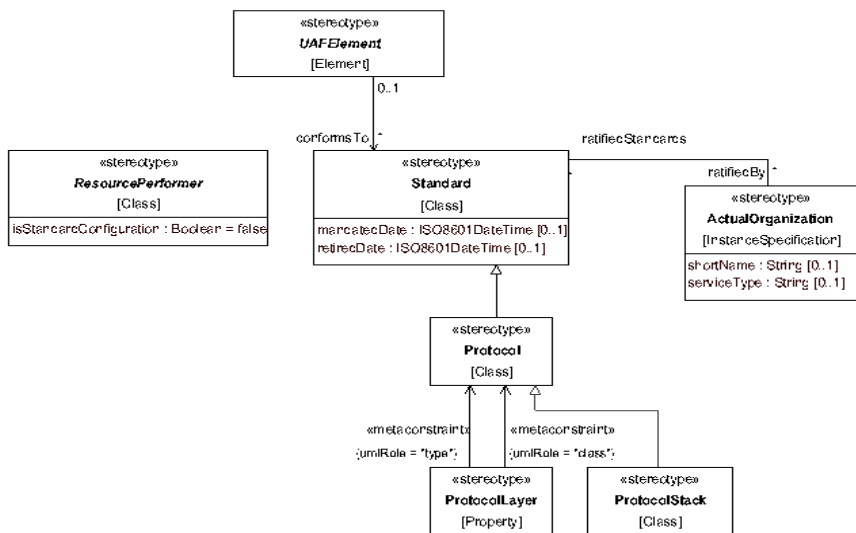 «stereotype»
UAFElement
[Element]
0..1
conformsTo
*
ratifiedStandards
*
ratifiedBy
*
«stereotype»
ResourcePerformer
[Class]
isStandardConfiguration : Boolean = false
«stereotype»
Standard
[Class]
mandatedDate : ISO8601DateTime [0..1]
retiredDate : ISO8601DateTime [0..1]
«stereotype»
ActualOrganization
[InstanceSpecification]
shortName : String [0..1]
serviceType : String [0..1]
«stereotype»
Protocol
[Class]
«metaconstraint»
{umlRole = "type"}
«metaconstraint»
{umlRole = "class"}
«stereotype»
ProtocolLayer
[Property]
«stereotype»
ProtocolStack
[Class]